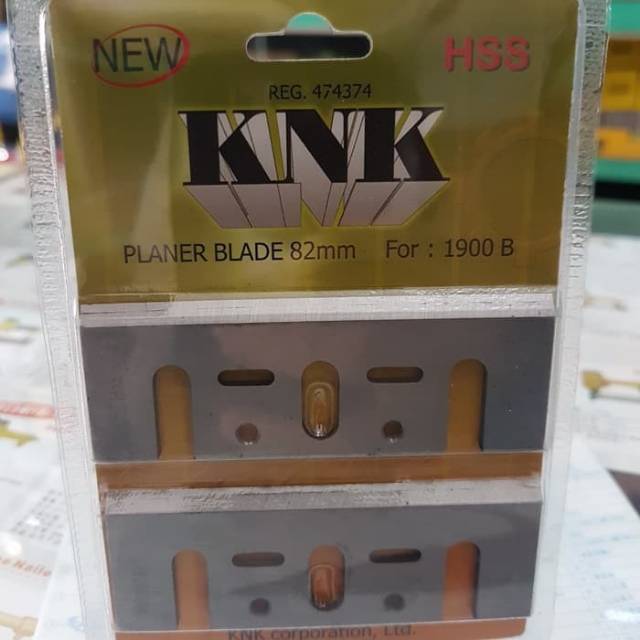 NEW
HSS
REG. 474374
KNK
PLANER BLADE 82mm For : 1900 B
KNK corporation, Ltd.